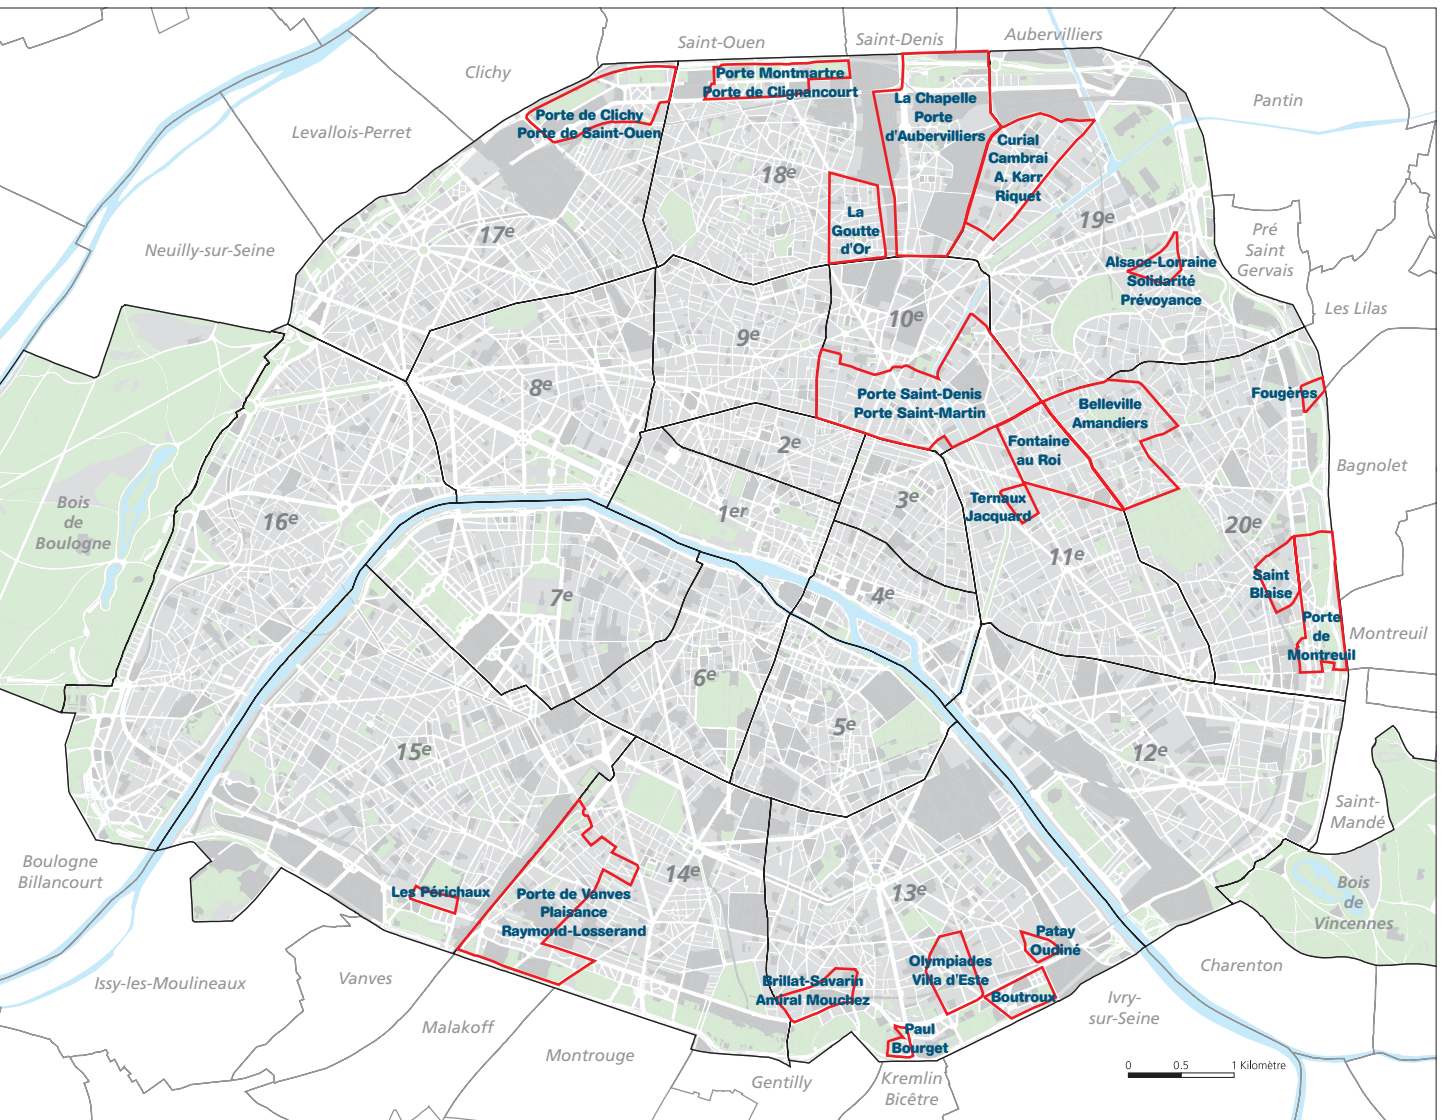 Saint-Ouen
Saint-Denis
Aubervilliers
Clichy
Levallois-Perret
Neuilly-sur-Seine
Pantin
Pré
Saint
Gervais
Les Lilas
Bagnolet
Montreuil
Saint-
Mandé
Bois
de
Vincennes
Charenton
Ivry-
sur-Seine
Kremlin
Bicêtre
Gentilly
Montrouge
Malakoff
Vanves
Issy-les-Moulineaux
Boulogne
Billancourt
Bois
de
Boulogne
Porte de Clichy
Porte de Saint-Ouen
Porte Montmartre
Porte de Clignancourt
La Chapelle
Porte
d'Aubervilliers
Curial
Cambrai
A. Karr
Riquet
La
Goutte
d'Or
Alsace-Lorraine
Solidarité
Prévoyance
Porte Saint-Denis
Porte Saint-Martin
Belleville
Amandiers
Fougères
Fontaine
au Roi
Ternaux
Jacquard
Saint
Blaise
Porte
de
Montreuil
Les Périchaux
Porte de Vanves
Plaisance
Raymond-Losserand
Brillat-Savarin
Amiral Mouchez
Olympiades
Villa d'Este
Patay
Oudiné
Boutroux
Paul
Bourget
17e
18e
19e
10e
9e
8e
2e
1er
3e
4e
11e
20e
16e
7e
6e
5e
12e
15e
14e
13e
0 0.5 1 Kilomètre